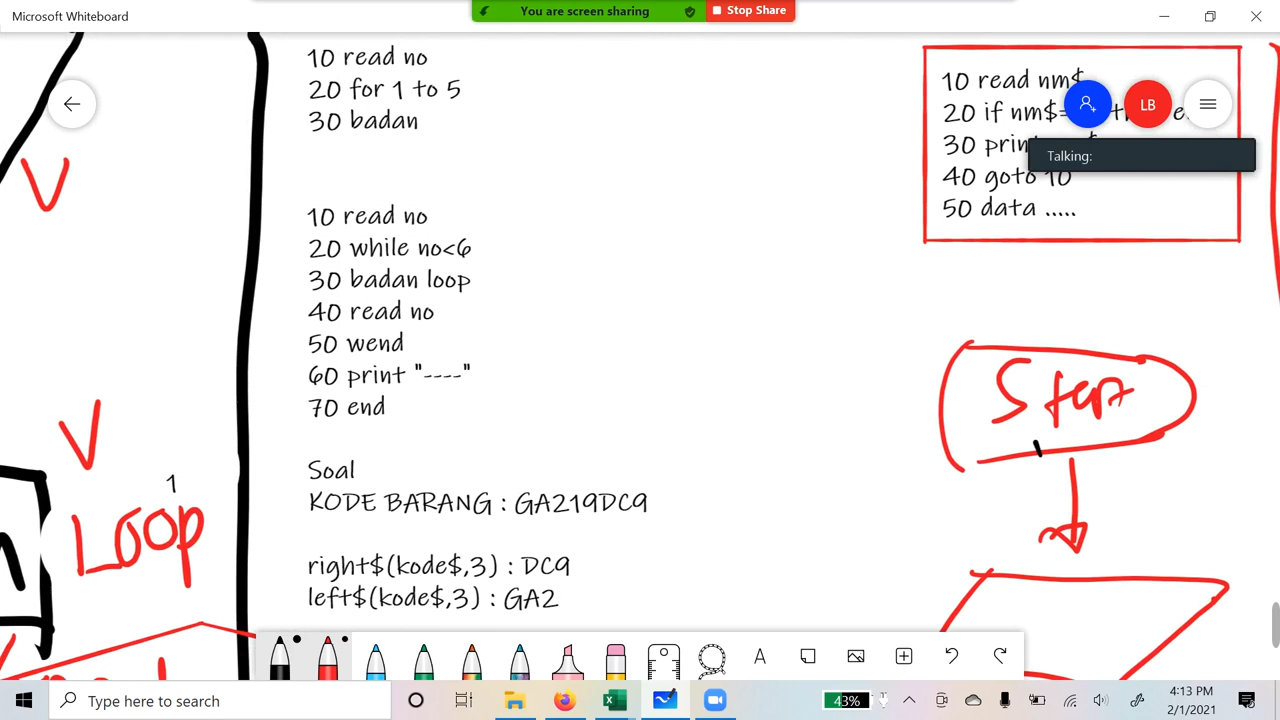 Microsoft Whiteboard
You are screen sharing
Stop Share
10 read no
20 for 1 to 5
30 badan
10 read no
20 while no<6
30 badan loop
40 read no
50 wend
60 print "----"
70 end
Soal
KODE BARANG : GA219DC9
right$(kode$,3) : DC9
left$(kode$,3) : GA2
V
V
1
Loop
10 read nm$
20 if nm$=
30
40 goto 10
50 data .....
LB
Talking:
Start
A
Type here to search
43%
4:13 PM
2/1/2021